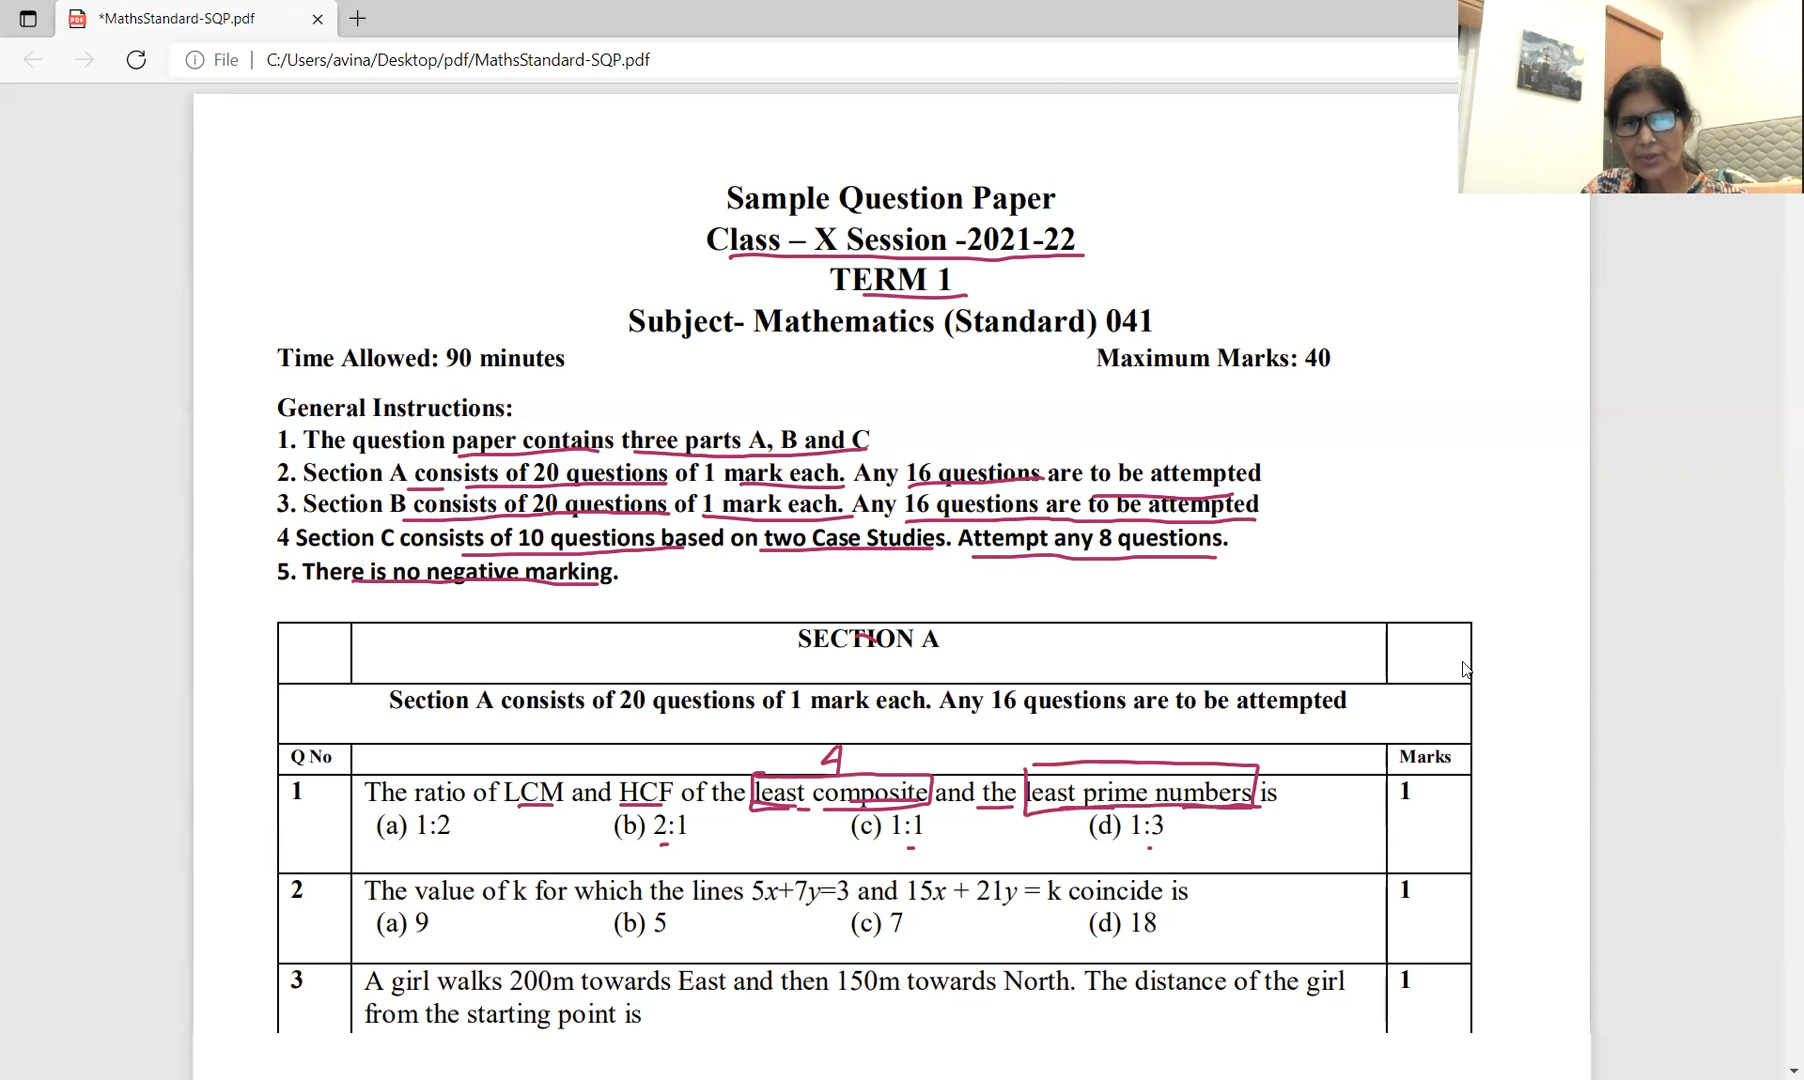 *MathsStandard-SQP.pdf
File | C:/Users/avina/Desktop/pdf/MathsStandard-SQP.pdf
Sample Question Paper
Class – X Session -2021-22
TERM 1
Subject- Mathematics (Standard) 041
Time Allowed: 90 minutes Maximum Marks: 40
General Instructions:
1. The question paper contains three parts A, B and C
2. Section A consists of 20 questions of 1 mark each. Any 16 questions are to be attempted
3. Section B consists of 20 questions of 1 mark each. Any 16 questions are to be attempted
4 Section C consists of 10 questions based on two Case Studies. Attempt any 8 questions.
5. There is no negative marking.
SECTION A
Section A consists of 20 questions of 1 mark each. Any 16 questions are to be attempted
4
Q No Marks
1 The ratio of LCM and HCF of the least composite and the least prime numbers is 1
(a) 1:2 (b) 2:1 (c) 1:1 (d) 1:3
2 The value of k for which the lines 5x+7y=3 and 15x + 21y = k coincide is 1
(a) 9 (b) 5 (c) 7 (d) 18
3 A girl walks 200m towards East and then 150m towards North. The distance of the girl 1
from the starting point is